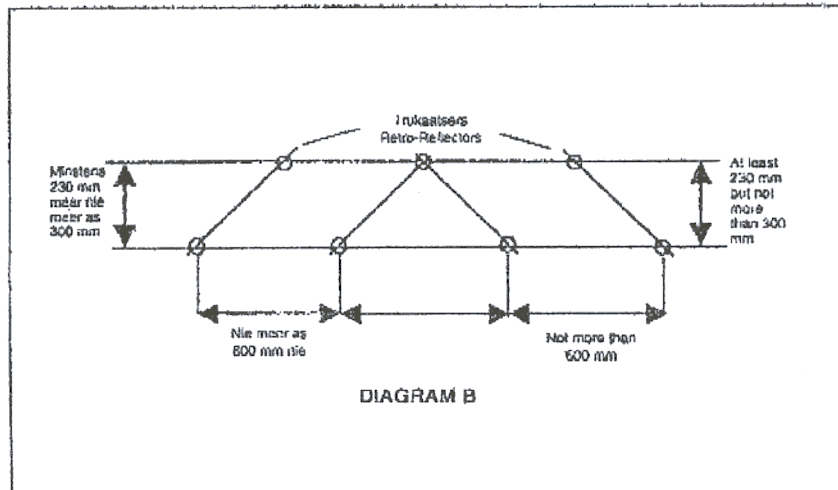 Retro-Reflectors
Minstens
230 mm
maar nie
meer as
300 mm
At least
230 mm
but not
more
than 300
mm
Nie meer as
600 mm nie
Not more than
600 mm
DIAGRAM B